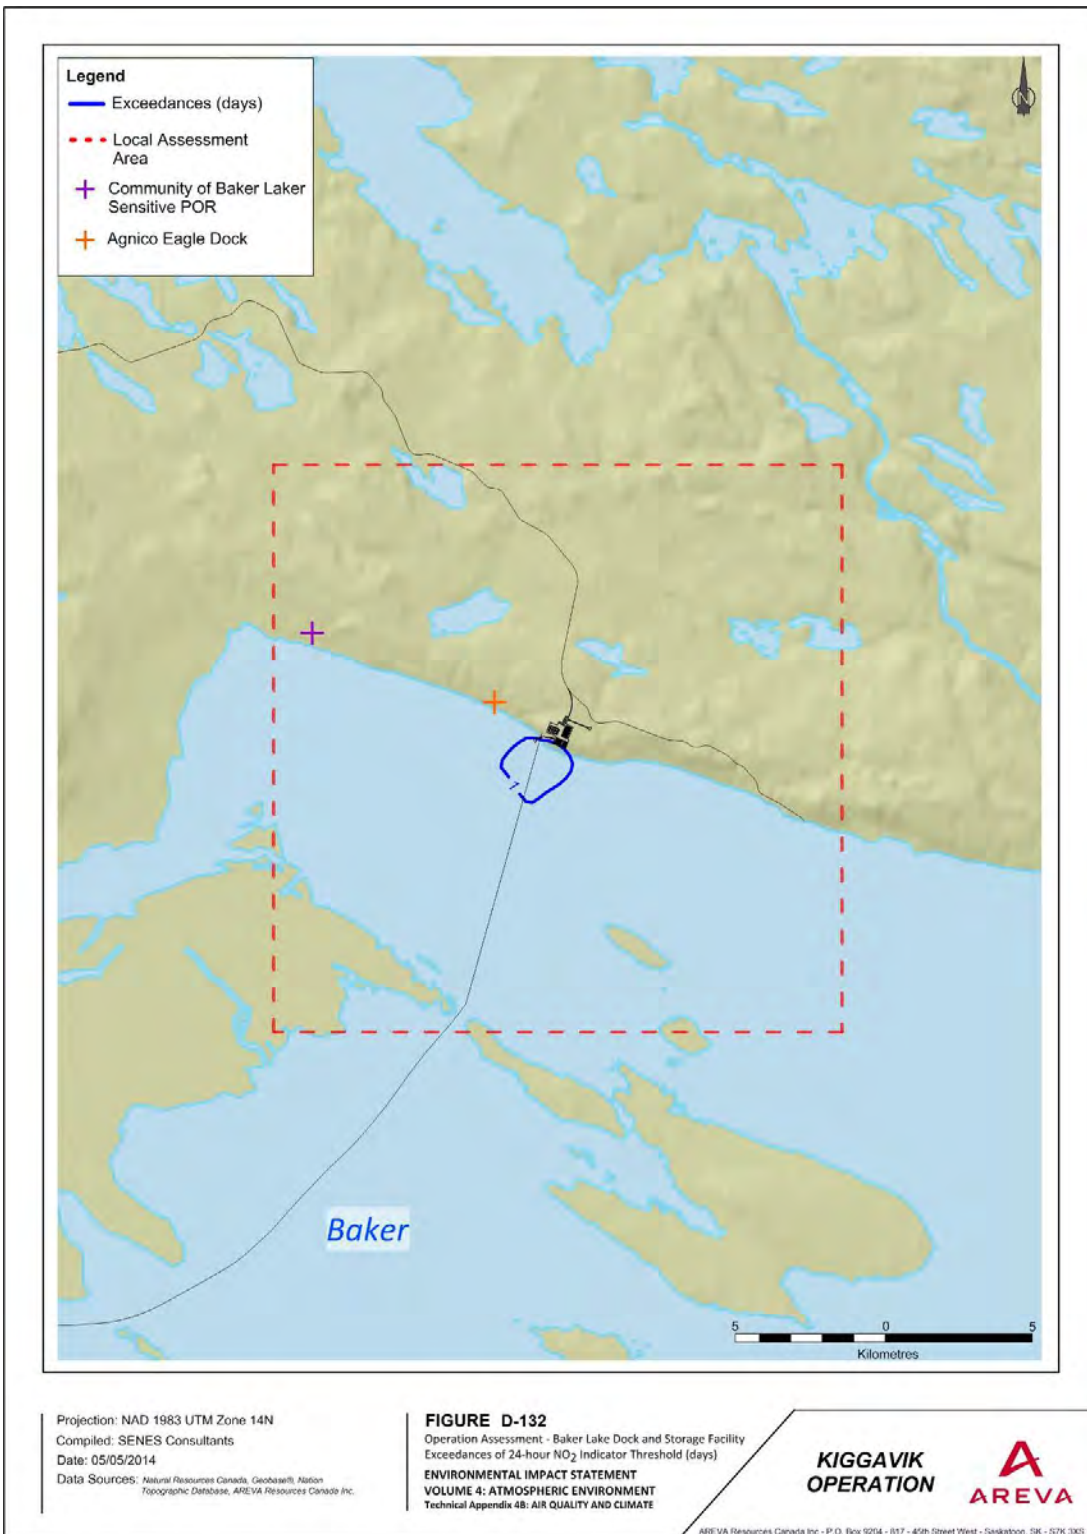 Legend
Exceedances (days)
Local Assessment
Area
Community of Baker Laker
Sensitive POR
Agnico Eagle Dock
N
1
Baker
5 0 5
Kilometres
Projection: NAD 1983 UTM Zone 14N
Compiled: SENES Consultants
Date: 05/05/2014
Data Sources: Natural Resources Canada, Geobase®, Nation
Topographic Database, AREVA Resources Canada Inc.
FIGURE D-132
Operation Assessment - Baker Lake Dock and Storage Facility
Exceedances of 24-hour NO2 Indicator Threshold (days)
ENVIRONMENTAL IMPACT STATEMENT
VOLUME 4: ATMOSPHERIC ENVIRONMENT
Technical Appendix 4B: AIR QUALITY AND CLIMATE
KIGGAVIK
OPERATION
AREVA
AREVA Resources Canada Inc - P.O. Box 9204 - 817 - 45th Street West - Saskatoon, SK - S7K 3X5